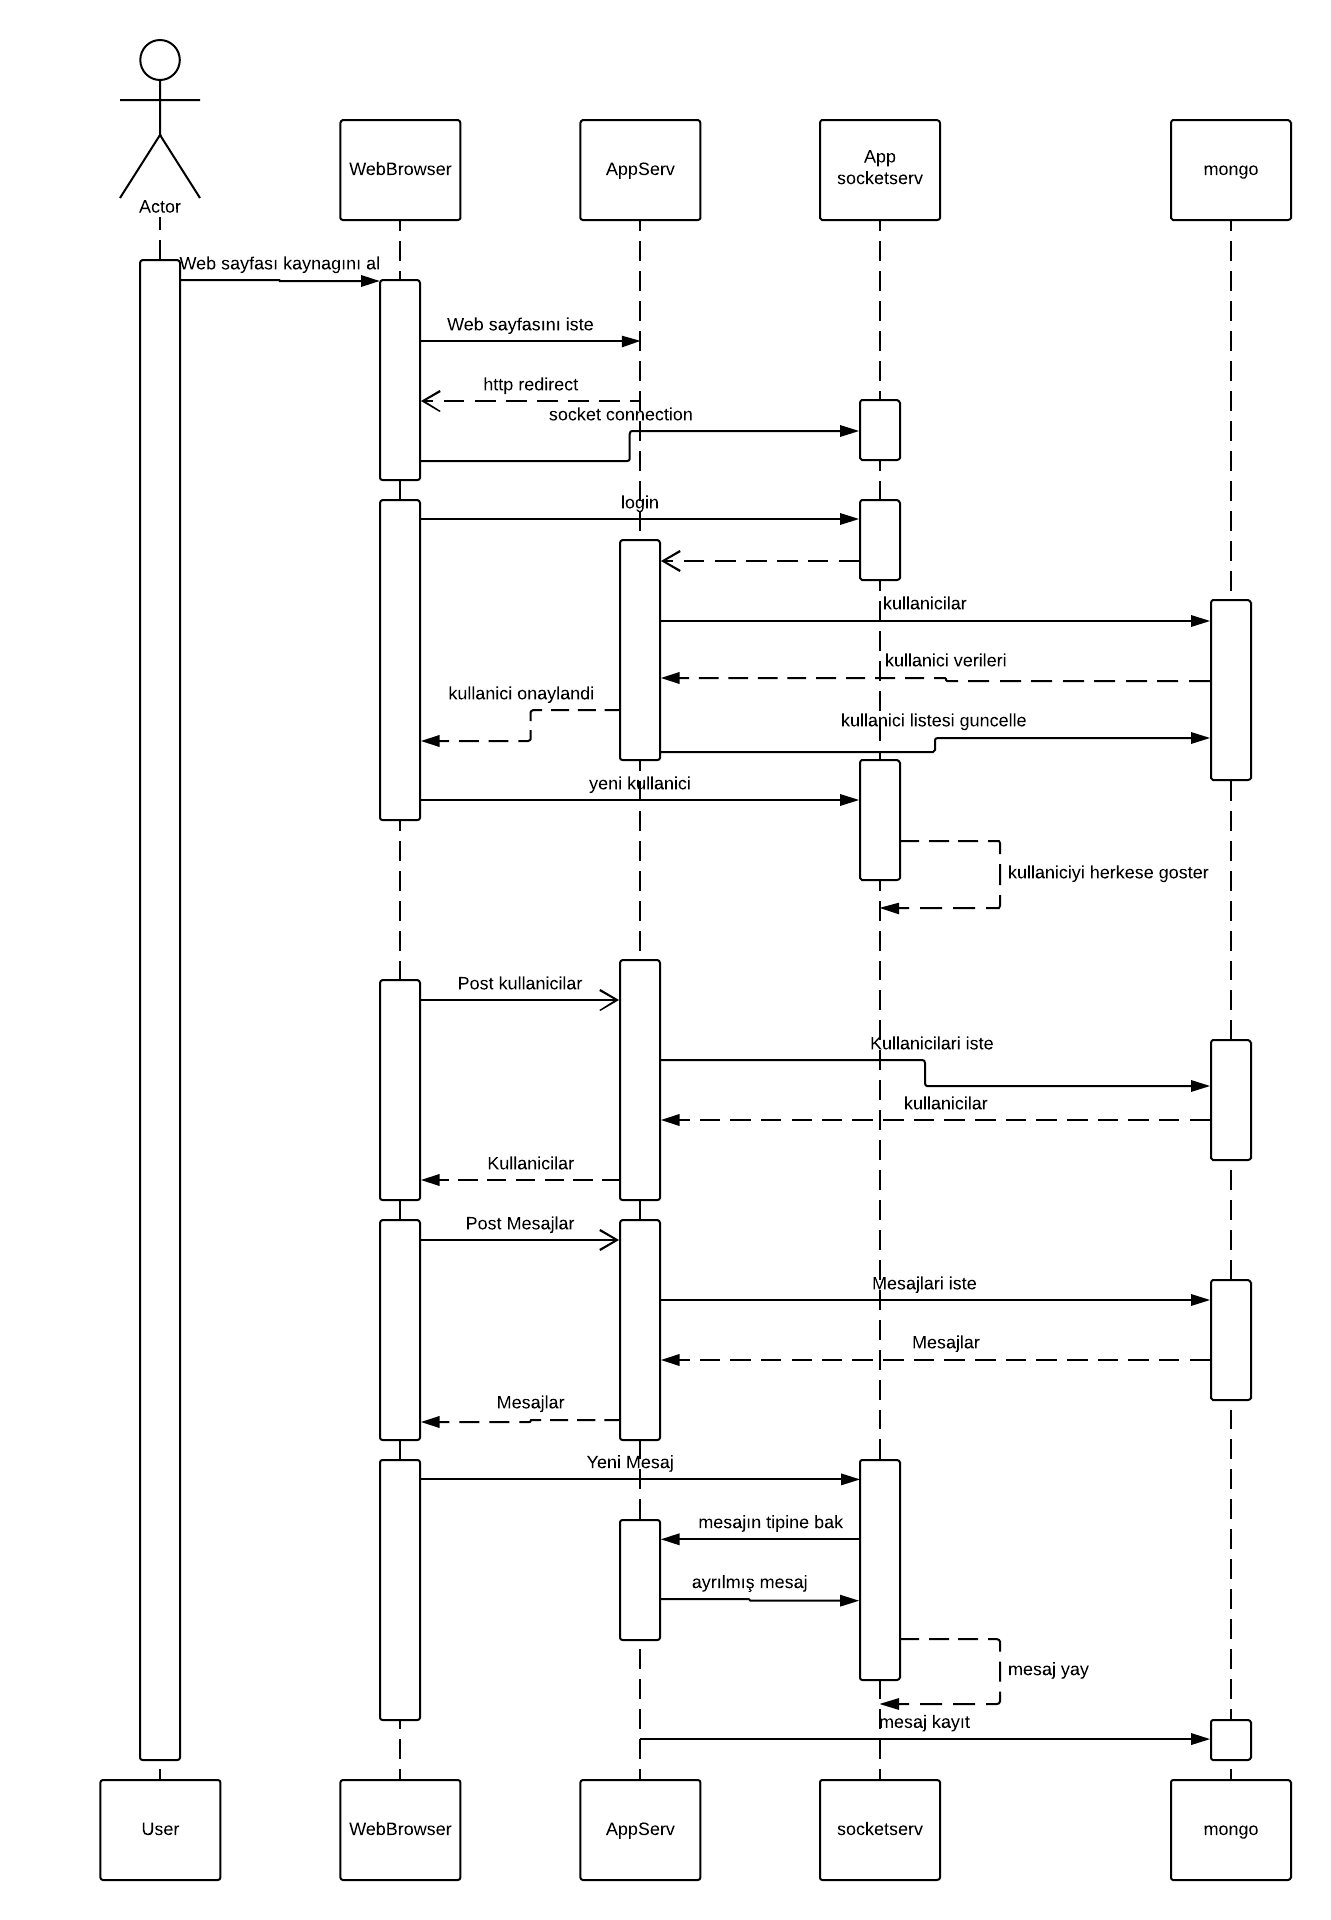 Actor
WebBrowser
AppServ
App
socketserv
mongo
Web sayfası kaynagını al
Web sayfasını iste
http redirect
socket connection
login
kullanicilar
kullanici verileri
kullanici onaylandi
kullanici listesi guncelle
yeni kullanici
kullaniciyi herkese goster
Post kullanicilar
Kullanicilari iste
kullanicilar
Kullanicilar
Post Mesajlar
Mesajlari iste
Mesajlar
Mesajlar
Yeni Mesaj
mesajın tipine bak
ayrılmış mesaj
mesaj yay
mesaj kayıt
User
WebBrowser
AppServ
socketserv
mongo